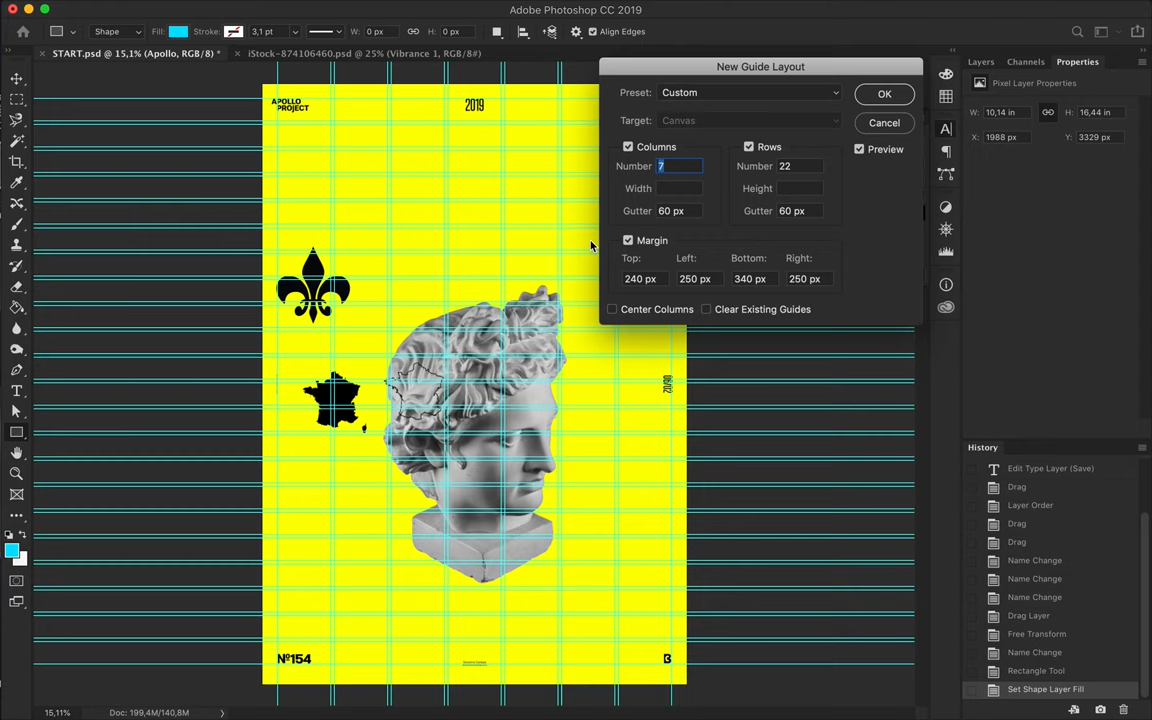 Adobe Photoshop CC 2019
Shape Fill: Stroke: 3,1 pt W: 0 px H: 0 px Align Edges
START.psd @ 15,1% (Apollo, RGB/8) *
iStock-874106460.psd @ 25% (Vibrance 1, RGB/8#)
Layers Channels Properties
Pixel Layer Properties
W: 10,14 in H: 16,44 in
X: 1988 px Y: 3329 px
New Guide Layout
Preset: Custom
OK
Target: Canvas
Cancel
Columns Rows Preview
Number 7 Number 22
Width Height
Gutter 60 px Gutter 60 px
Margin
Top: Left: Bottom: Right:
240 px 250 px 340 px 250 px
Center Columns Clear Existing Guides
APOLLO
PROJECT
2019
Nº154
History
Edit Type Layer (Save)
Drag
Layer Order
Drag
Drag
Name Change
Name Change
Name Change
Drag Layer
Free Transform
Name Change
Rectangle Tool
Set Shape Layer Fill
15,11% Doc: 199,4M/140,8M